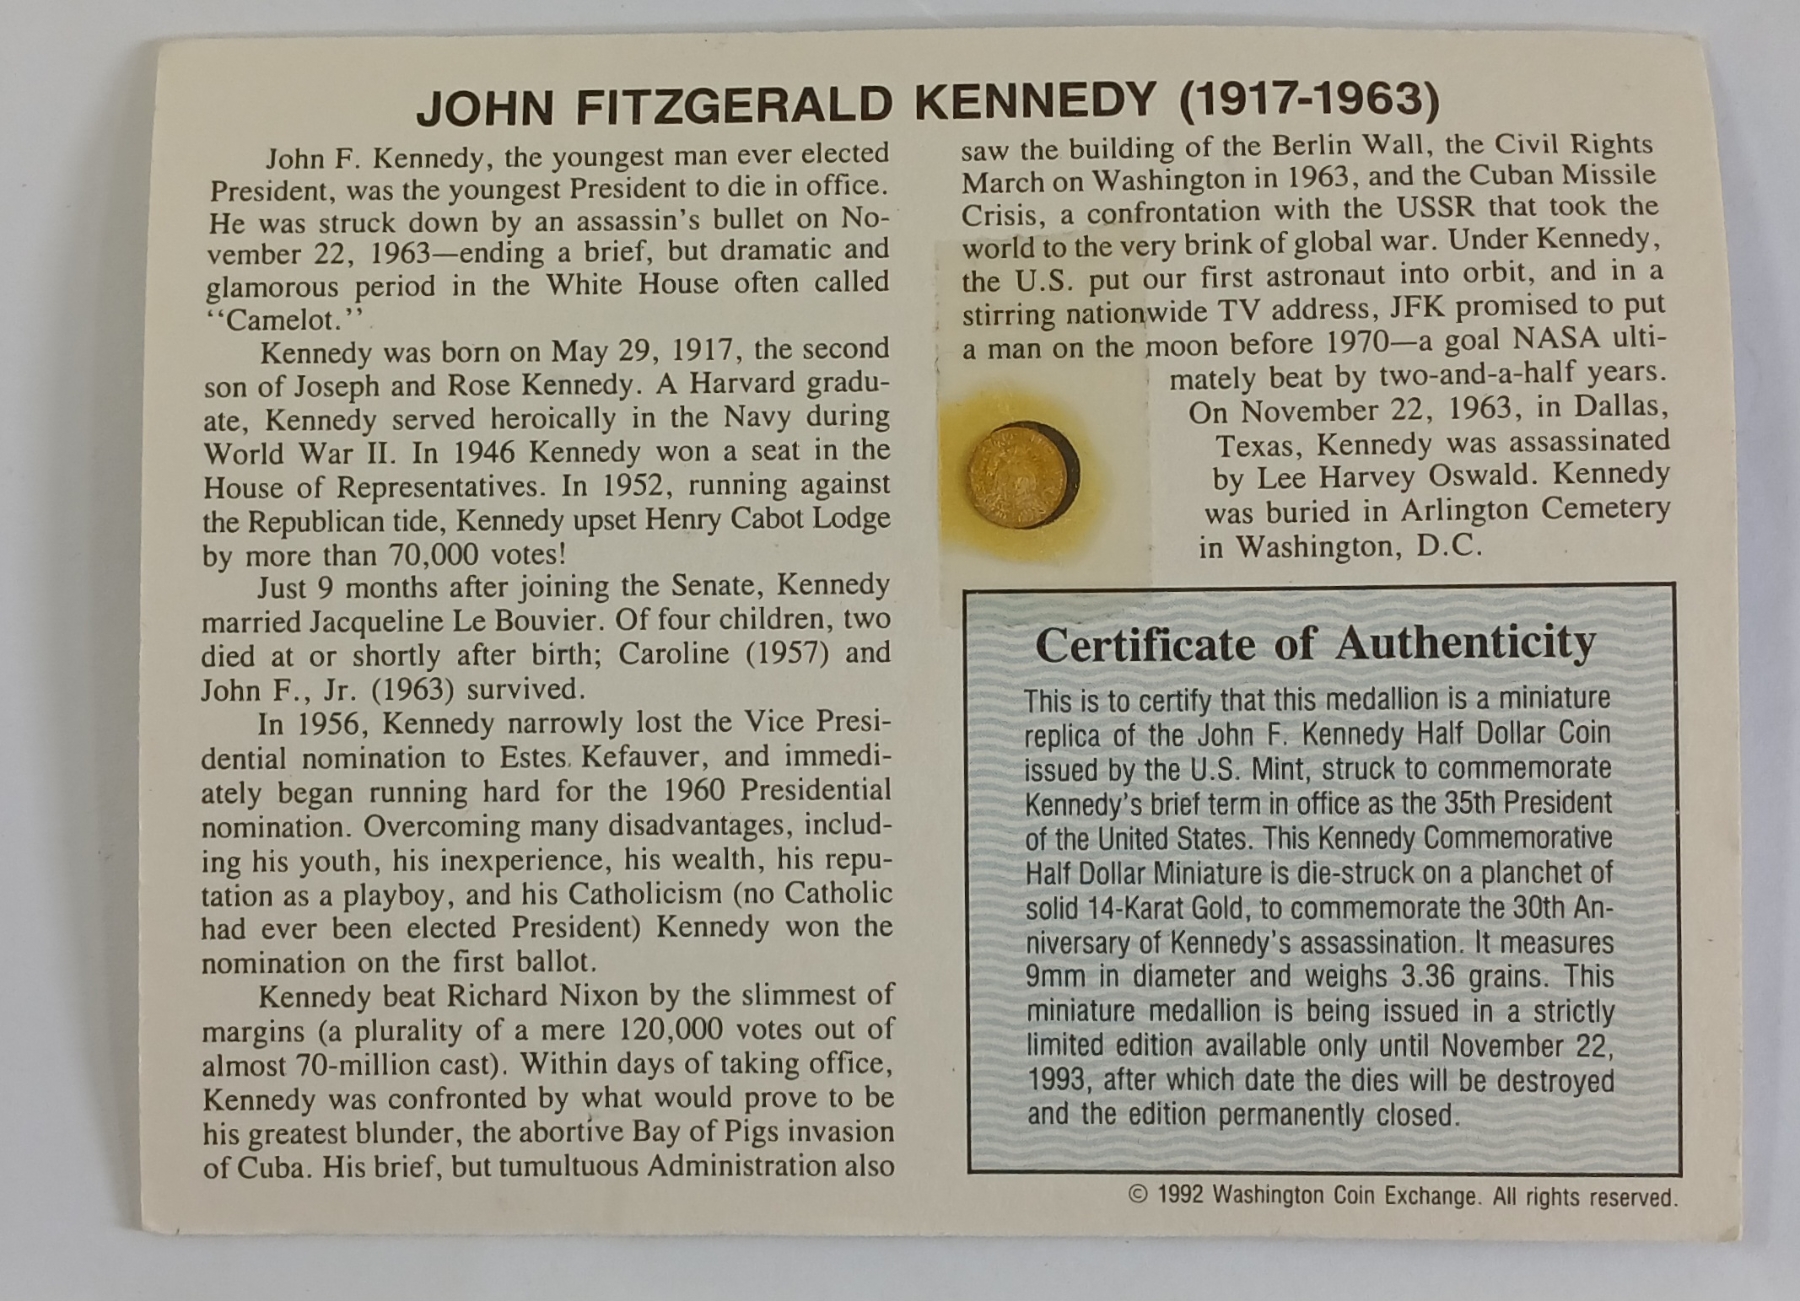 JOHN FITZGERALD KENNEDY (1917-1963)
John F. Kennedy, the youngest man ever elected
President, was the youngest President to die in office.
He was struck down by an assassin's bullet on No-
vember 22, 1963—ending a brief, but dramatic and
glamorous period in the White House often called
‘‘Camelot.’’
Kennedy was born on May 29, 1917, the second
son of Joseph and Rose Kennedy. A Harvard gradu-
ate, Kennedy served heroically in the Navy during
World War II. In 1946 Kennedy won a seat in the
House of Representatives. In 1952, running against
the Republican tide, Kennedy upset Henry Cabot Lodge
by more than 70,000 votes!
Just 9 months after joining the Senate, Kennedy
married Jacqueline Le Bouvier. Of four children, two
died at or shortly after birth; Caroline (1957) and
John F., Jr. (1963) survived.
In 1956, Kennedy narrowly lost the Vice Presi-
dential nomination to Estes Kefauver, and immedi-
ately began running hard for the 1960 Presidential
nomination. Overcoming many disadvantages, includ-
ing his youth, his inexperience, his wealth, his repu-
tation as a playboy, and his Catholicism (no Catholic
had ever been elected President) Kennedy won the
nomination on the first ballot.
Kennedy beat Richard Nixon by the slimmest of
margins (a plurality of a mere 120,000 votes out of
almost 70-million cast). Within days of taking office,
Kennedy was confronted by what would prove to be
his greatest blunder, the abortive Bay of Pigs invasion
of Cuba. His brief, but tumultuous Administration also
saw the building of the Berlin Wall, the Civil Rights
March on Washington in 1963, and the Cuban Missile
Crisis, a confrontation with the USSR that took the
world to the very brink of global war. Under Kennedy,
the U.S. put our first astronaut into orbit, and in a
stirring nationwide TV address, JFK promised to put
a man on the moon before 1970—a goal NASA ulti-
mately beat by two-and-a-half years.
On November 22, 1963, in Dallas,
Texas, Kennedy was assassinated
by Lee Harvey Oswald. Kennedy
was buried in Arlington Cemetery
in Washington, D.C.
Certificate of Authenticity
This is to certify that this medallion is a miniature
replica of the John F. Kennedy Half Dollar Coin
issued by the U.S. Mint, struck to commemorate
Kennedy's brief term in office as the 35th President
of the United States. This Kennedy Commemorative
Half Dollar Miniature is die-struck on a planchet of
solid 14-Karat Gold, to commemorate the 30th An-
niversary of Kennedy's assassination. It measures
9mm in diameter and weighs 3.36 grains. This
miniature medallion is being issued in a strictly
limited edition available only until November 22,
1993, after which date the dies will be destroyed
and the edition permanently closed.
© 1992 Washington Coin Exchange. All rights reserved.